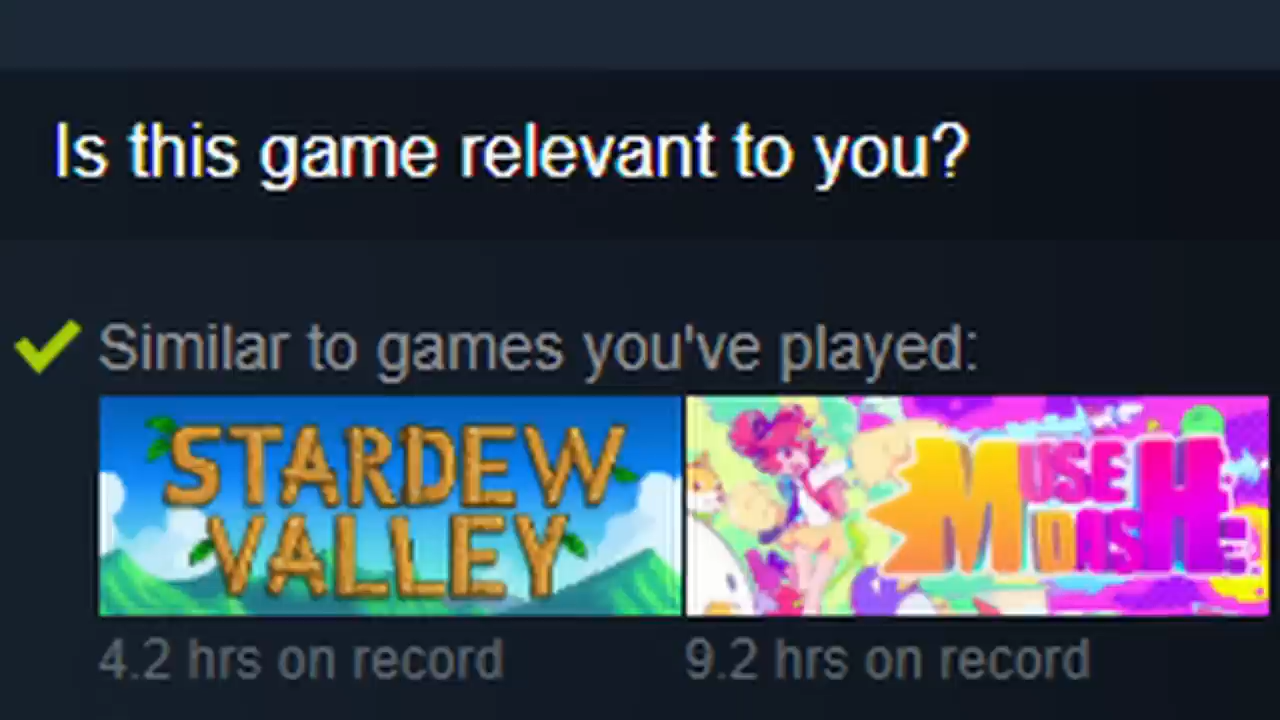 Is this game relevant to you?
Similar to games you've played:
STARDEW
VALLEY
MUSE
DASH
4.2 hrs on record
9.2 hrs on record